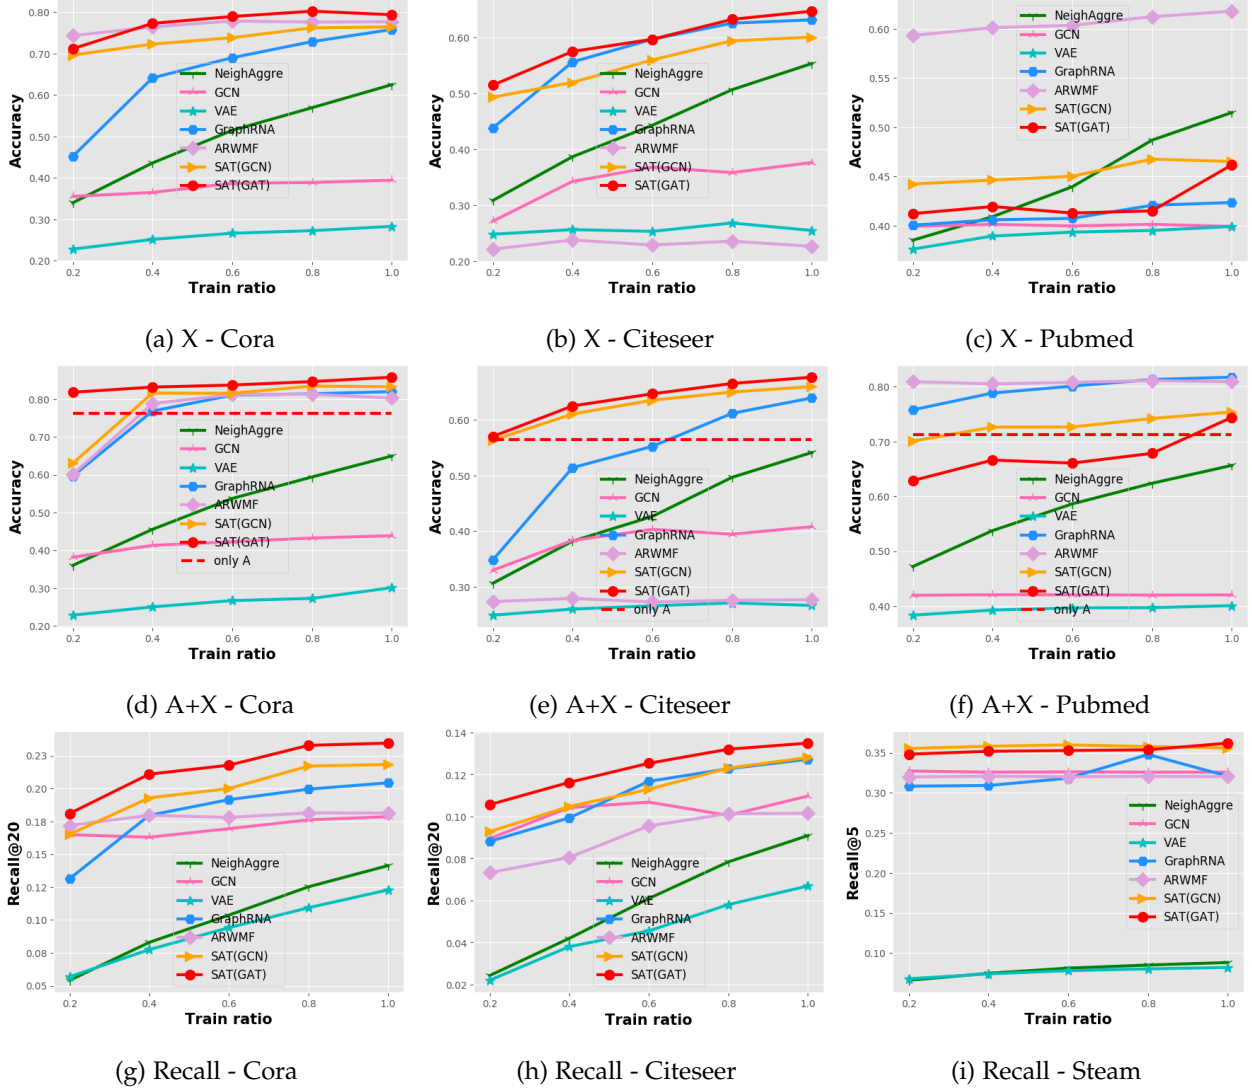 0.80
0.70
0.60
0.50
0.40
0.30
0.20
Accuracy
NeighAggre
GCN
VAE
GraphRNA
ARWMF
SAT(GCN)
SAT(GAT)
0.2 0.4 0.6 0.8 1.0
Train ratio
(a) X - Cora
0.60
0.50
0.40
0.30
0.20
Accuracy
NeighAggre
GCN
VAE
GraphRNA
ARWMF
SAT(GCN)
SAT(GAT)
0.2 0.4 0.6 0.8 1.0
Train ratio
(b) X - Citeseer
0.60
0.55
0.50
0.45
0.40
Accuracy
NeighAggre
GCN
VAE
GraphRNA
ARWMF
SAT(GCN)
SAT(GAT)
0.2 0.4 0.6 0.8 1.0
Train ratio
(c) X - Pubmed
0.80
0.70
0.60
0.50
0.40
0.30
0.20
Accuracy
NeighAggre
GCN
VAE
GraphRNA
ARWMF
SAT(GCN)
SAT(GAT)
only A
0.2 0.4 0.6 0.8 1.0
Train ratio
(d) A+X - Cora
0.60
0.50
0.40
0.30
Accuracy
NeighAggre
GCN
VAE
GraphRNA
ARWMF
SAT(GCN)
SAT(GAT)
only A
0.2 0.4 0.6 0.8 1.0
Train ratio
(e) A+X - Citeseer
0.80
0.70
0.60
0.50
0.40
Accuracy
NeighAggre
GCN
VAE
GraphRNA
ARWMF
SAT(GCN)
SAT(GAT)
only A
0.2 0.4 0.6 0.8 1.0
Train ratio
(f) A+X - Pubmed
0.23
0.20
0.18
0.15
0.12
0.10
0.08
0.05
Recall@20
NeighAggre
GCN
VAE
GraphRNA
ARWMF
SAT(GCN)
SAT(GAT)
0.2 0.4 0.6 0.8 1.0
Train ratio
(g) Recall - Cora
0.14
0.12
0.10
0.08
0.06
0.04
0.02
Recall@20
NeighAggre
GCN
VAE
GraphRNA
ARWMF
SAT(GCN)
SAT(GAT)
0.2 0.4 0.6 0.8 1.0
Train ratio
(h) Recall - Citeseer
0.35
0.30
0.25
0.20
0.15
0.10
Recall@5
NeighAggre
GCN
VAE
GraphRNA
ARWMF
SAT(GCN)
SAT(GAT)
0.2 0.4 0.6 0.8 1.0
Train ratio
(i) Recall - Steam